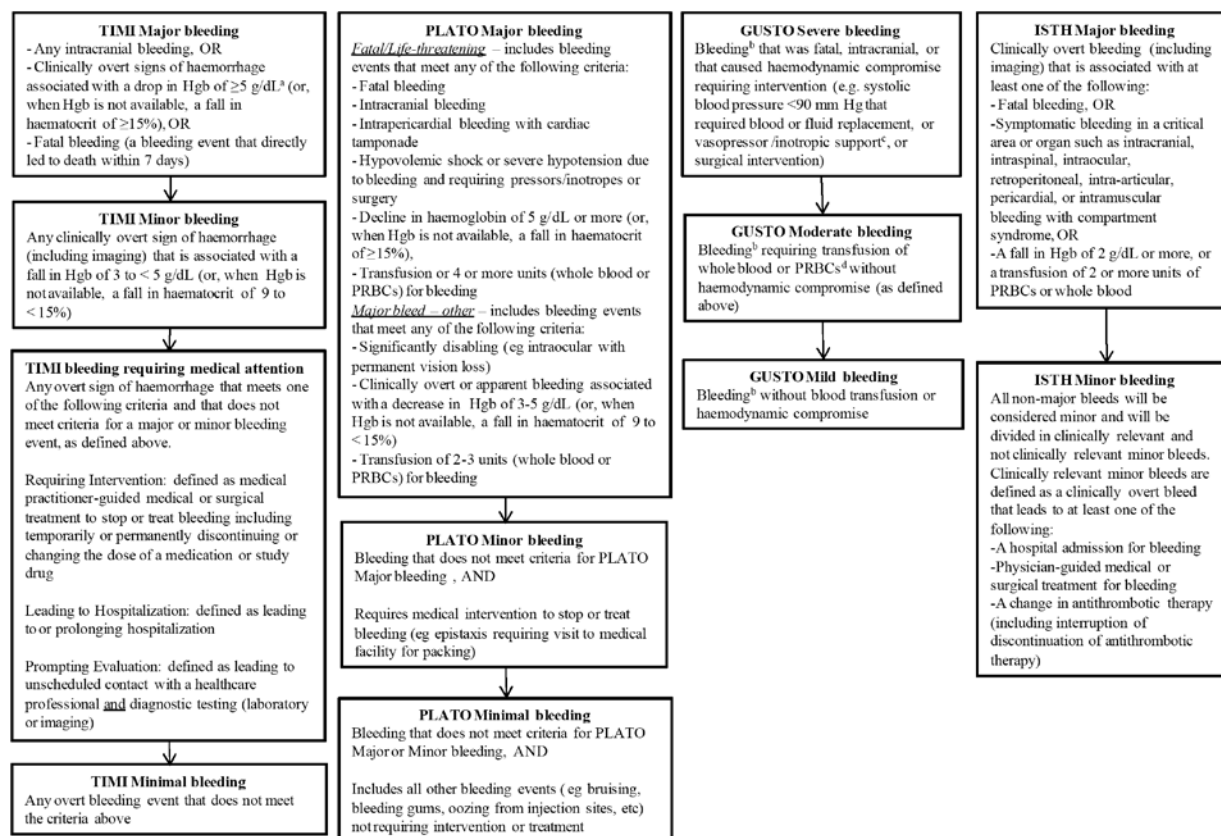 TIMI Major bleeding
- Any intracranial bleeding, OR
- Clinically overt signs of haemorrhage
associated with a drop in Hgb of ≥5 g/dLᵃ (or,
when Hgb is not available, a fall in
haematocrit of ≥15%), OR
- Fatal bleeding (a bleeding event that directly
led to death within 7 days)
TIMI Minor bleeding
Any clinically overt sign of haemorrhage
(including imaging) that is associated with a
fall in Hgb of 3 to < 5 g/dL (or, when Hgb is
not available, a fall in haematocrit of 9 to
< 15%)
TIMI bleeding requiring medical attention
Any overt sign of haemorrhage that meets one
of the following criteria and that does not
meet criteria for a major or minor bleeding
event, as defined above.
Requiring Intervention: defined as medical
practitioner-guided medical or surgical
treatment to stop or treat bleeding including
temporarily or permanently discontinuing or
changing the dose of a medication or study
drug
Leading to Hospitalization: defined as leading
to or prolonging hospitalization
Prompting Evaluation: defined as leading to
unscheduled contact with a healthcare
professional and diagnostic testing (laboratory
or imaging)
TIMI Minimal bleeding
Any overt bleeding event that does not meet
the criteria above
PLATO Major bleeding
Fatal/Life-threatening – includes bleeding
events that meet any of the following criteria:
- Fatal bleeding
- Intracranial bleeding
- Intrapericardial bleeding with cardiac
tamponade
- Hypovolemic shock or severe hypotension due
to bleeding and requiring pressors/inotropes or
surgery
- Decline in haemoglobin of 5 g/dL or more (or,
when Hgb is not available, a fall in haematocrit
of ≥15%),
- Transfusion or 4 or more units (whole blood or
PRBCs) for bleeding
Major bleed – other – includes bleeding events
that meet any of the following criteria:
- Significantly disabling (eg intraocular with
permanent vision loss)
- Clinically overt or apparent bleeding associated
with a decrease in Hgb of 3-5 g/dL (or, when
Hgb is not available, a fall in haematocrit of 9 to
< 15%)
- Transfusion of 2-3 units (whole blood or
PRBCs) for bleeding
PLATO Minor bleeding
Bleeding that does not meet criteria for PLATO
Major bleeding , AND
Requires medical intervention to stop or treat
bleeding (eg epistaxis requiring visit to medical
facility for packing)
PLATO Minimal bleeding
Bleeding that does not meet criteria for PLATO
Major or Minor bleeding, AND
Includes all other bleeding events ( eg bruising,
bleeding gums, oozing from injection sites, etc)
not requiring intervention or treatment
GUSTO Severe bleeding
Bleedingᵇ that was fatal, intracranial, or
that caused haemodynamic compromise
requiring intervention (e.g. systolic
blood pressure <90 mm Hg that
required blood or fluid replacement, or
vasopressor /inotropic supportᶜ, or
surgical intervention)
GUSTO Moderate bleeding
Bleedingᵇ requiring transfusion of
whole blood or PRBCsᵈ without
haemodynamic compromise (as defined
above)
GUSTO Mild bleeding
Bleedingᵇ without blood transfusion or
haemodynamic compromise
ISTH Major bleeding
Clinically overt bleeding (including
imaging) that is associated with at
least one of the following:
- Fatal bleeding, OR
-Symptomatic bleeding in a critical
area or organ such as intracranial,
intraspinal, intraocular,
retroperitoneal, intra-articular,
pericardial, or intramuscular
bleeding with compartment
syndrome, OR
-A fall in Hgb of 2 g/dL or more, or
a transfusion of 2 or more units of
PRBCs or whole blood
ISTH Minor bleeding
All non-major bleeds will be
considered minor and will be
divided in clinically relevant and
not clinically relevant minor bleeds.
Clinically relevant minor bleeds are
defined as a clinically overt bleed
that leads to at least one of the
following:
-A hospital admission for bleeding
-Physician-guided medical or
surgical treatment for bleeding
-A change in antithrombotic therapy
(including interruption of
discontinuation of antithrombotic
therapy)